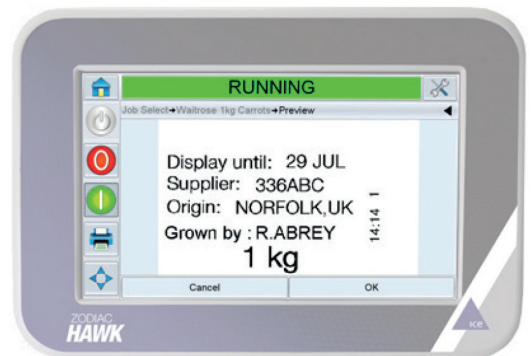 RUNNING
Job Select→Waitrose 1kg Carrots→Preview
Display until: 29 JUL
Supplier: 336ABC
Origin: NORFOLK,UK
Grown by : R.ABREY
14:14 1
1 kg
Cancel
OK
ZODIAC
HAWK
ICE